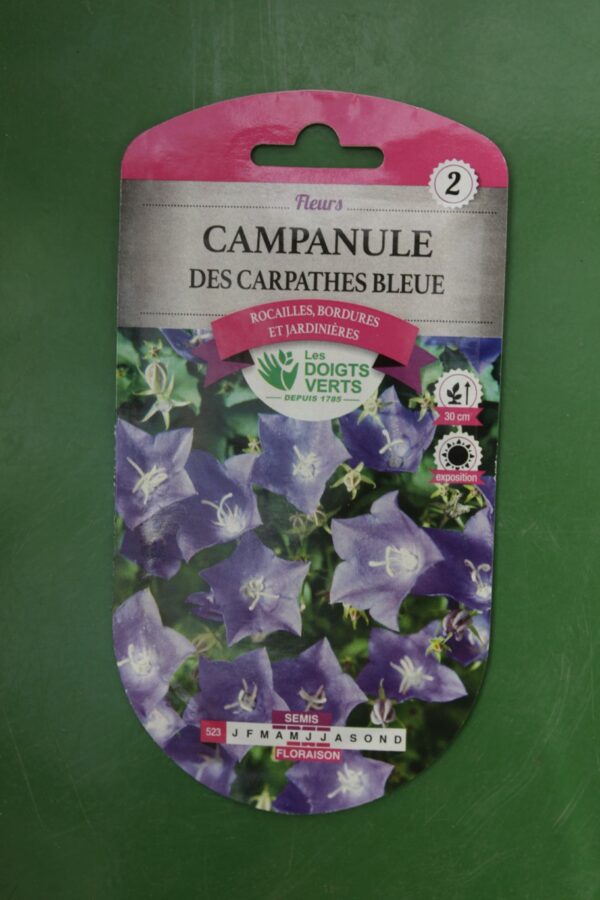 2
Fleurs
CAMPANULE
DES CARPATHES BLEUE
ROCAILLES, BORDURES
ET JARDINIÈRES
Les
DOIGTS
VERTS
DEPUIS 1785
30 cm
exposition
SEMIS
523 J F M A M J J A S O N D
FLORAISON